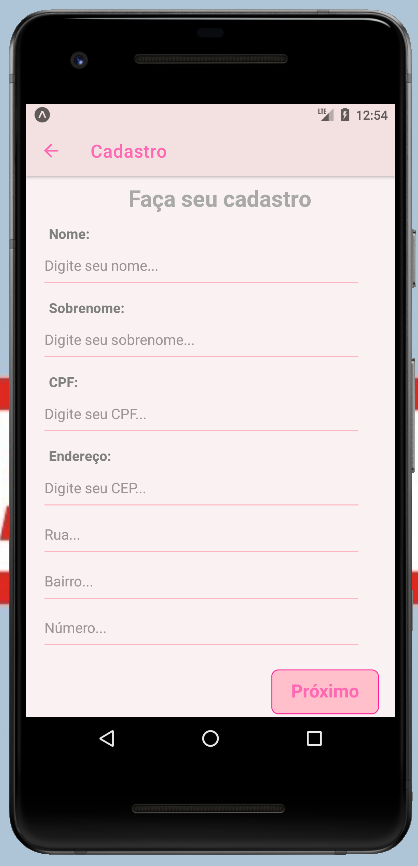 LTE 12:54
Cadastro
Faça seu cadastro
Nome:
Digite seu nome...
Sobrenome:
Digite seu sobrenome...
CPF:
Digite seu CPF...
Endereço:
Digite seu CEP...
Rua...
Bairro...
Número...
Próximo